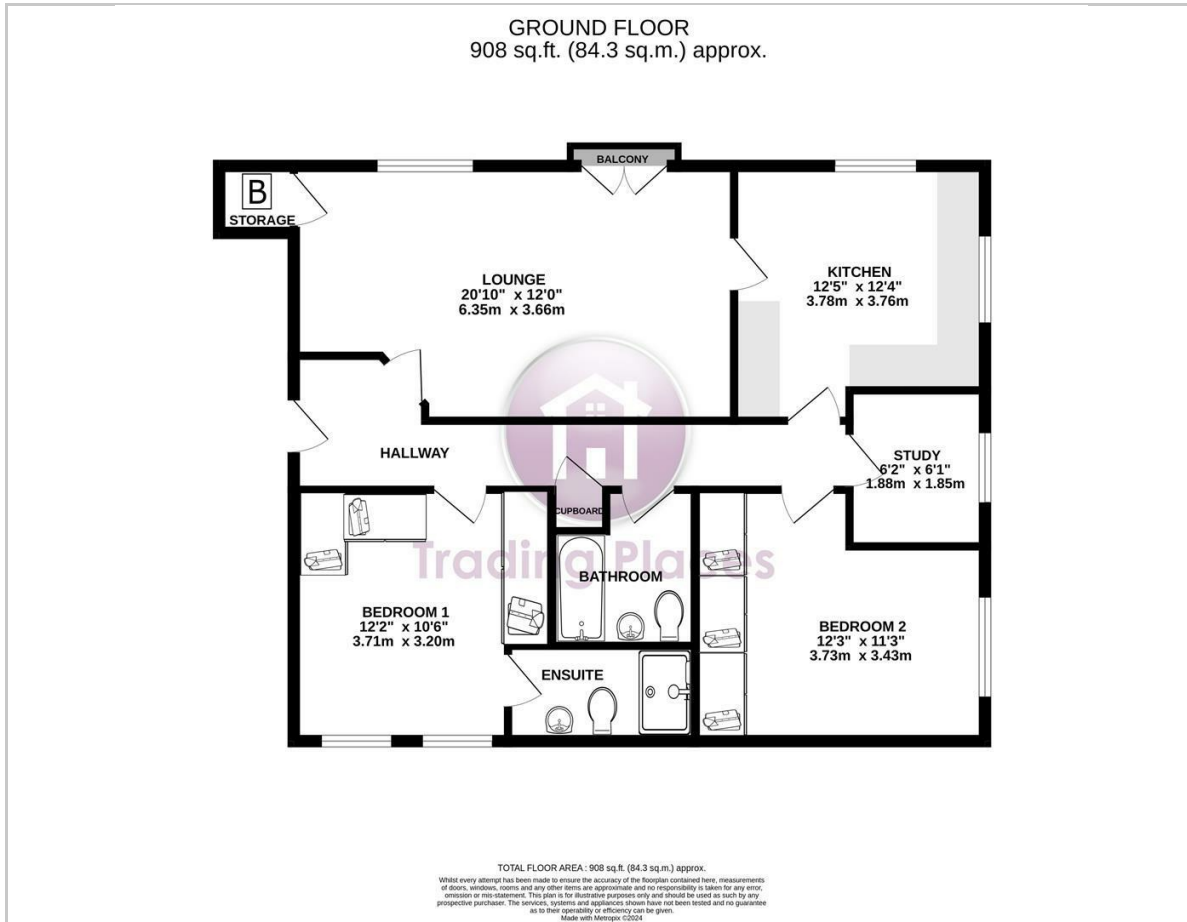 GROUND FLOOR
908 sq.ft. (84.3 sq.m.) approx.
BALCONY
B
STORAGE
LOUNGE
20'10" x 12'0"
6.35m x 3.66m
KITCHEN
12'5" x 12'4"
3.78m x 3.76m
HALLWAY
STUDY
6'2" x 6'1"
1.88m x 1.85m
CUPBOARD
Trading Places
BATHROOM
BEDROOM 1
12'2" x 10'6"
3.71m x 3.20m
BEDROOM 2
12'3" x 11'3"
3.73m x 3.43m
ENSUITE
TOTAL FLOOR AREA : 908 sq.ft. (84.3 sq.m.) approx.
Whilst every attempt has been made to ensure the accuracy of the floorplan contained here, measurements
of doors, windows, rooms and any other items are approximate and no responsibility is taken for any error,
omission or mis-statement. This plan is for illustrative purposes only and should be used as such by any
prospective purchaser. The services, systems and appliances shown have not been tested and no guarantee
as to their operability or efficiency can be given.
Made with Metropix ©2024